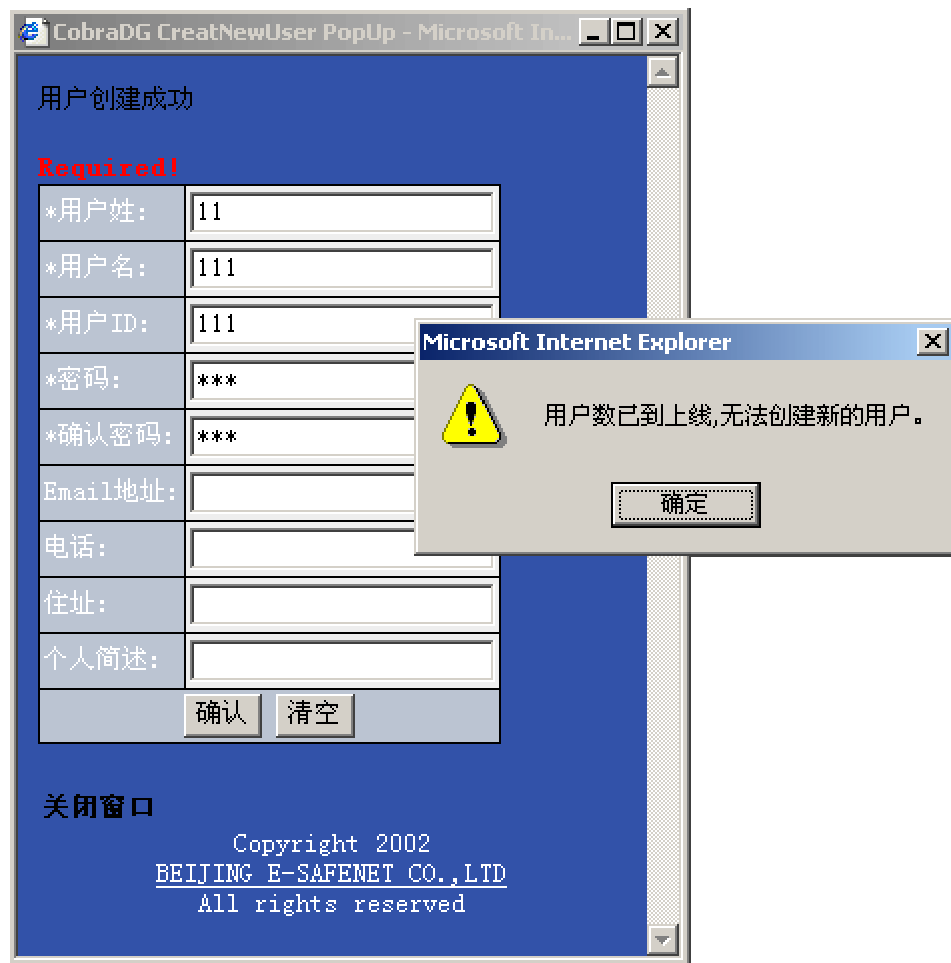 CobraDG CreatNewUser PopUp - Microsoft In...
用户创建成功
Required!
*用户姓： 11
*用户名： 111
*用户ID： 111
*密码： ***
*确认密码： ***
Email地址：
电话：
住址：
个人简述：
确认 清空
关闭窗口
Copyright 2002
BEIJING E-SAFENET CO.,LTD
All rights reserved
Microsoft Internet Explorer
用户数已到上线,无法创建新的用户。
确定